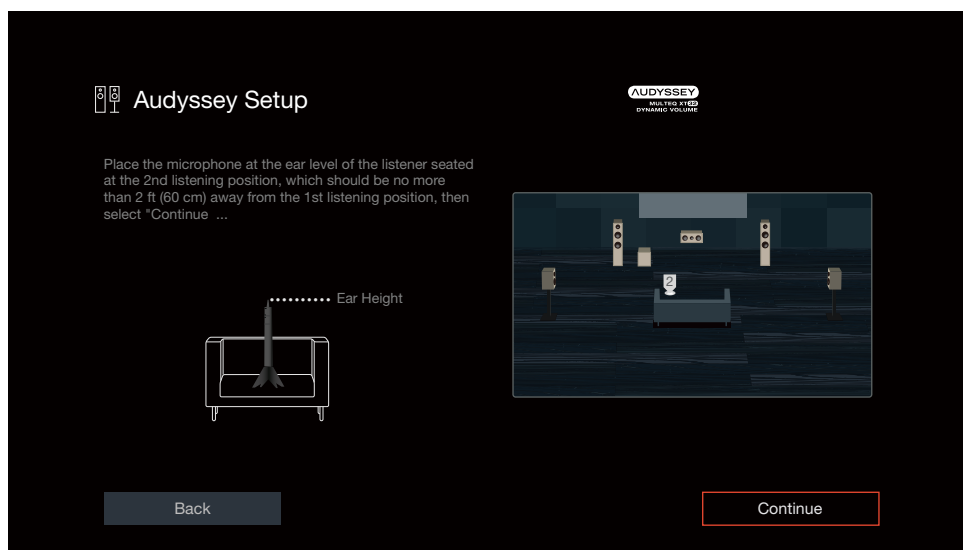 Audyssey Setup
AUDYSSEY
MULTEQ XT32
DYNAMIC VOLUME
Place the microphone at the ear level of the listener seated
at the 2nd listening position, which should be no more
than 2 ft (60 cm) away from the 1st listening position, then
select "Continue ...
2
Ear Height
Back
Continue